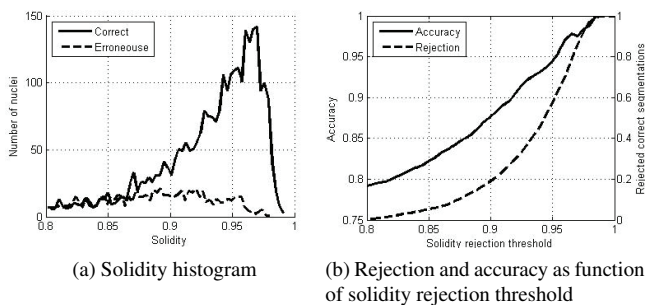 150
100
50
0
Number of nuclei
Correct
Erroneouse
0.8
0.85
0.9
0.95
1
Solidity
(a) Solidity histogram
1
0.95
0.9
0.85
0.8
0.75
Accuracy
Accuracy
Rejection
1
0.8
0.6
0.4
0.2
0
Rejected correct segmentations
0.8
0.85
0.9
0.95
1
Solidity rejection threshold
(b) Rejection and accuracy as function
of solidity rejection threshold